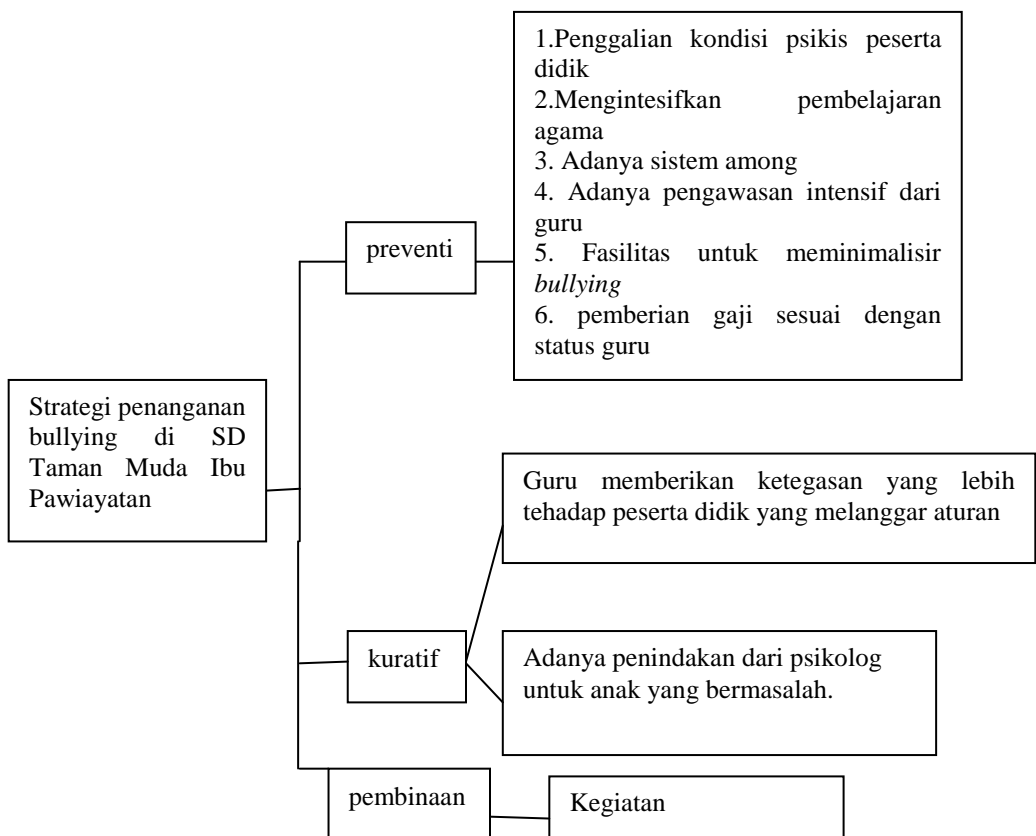 1.Penggalian kondisi psikis peserta
didik
2.Mengintesifkan pembelajaran
agama
3. Adanya sistem among
4. Adanya pengawasan intensif dari
guru
5. Fasilitas untuk meminimalisir
bullying
6. pemberian gaji sesuai dengan
status guru
preventi
Strategi penanganan
bullying di SD
Taman Muda Ibu
Pawiayatan
Guru memberikan ketegasan yang lebih
tehadap peserta didik yang melanggar aturan
kuratif
Adanya penindakan dari psikolog
untuk anak yang bermasalah.
pembinaan
Kegiatan